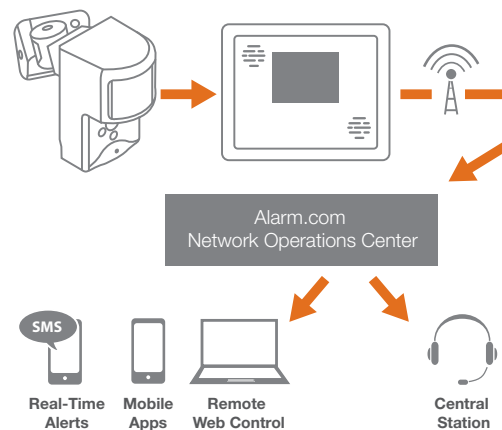 Alarm.com
Network Operations Center
SMS
Real-Time
Alerts
Mobile
Apps
Remote
Web Control
Central
Station